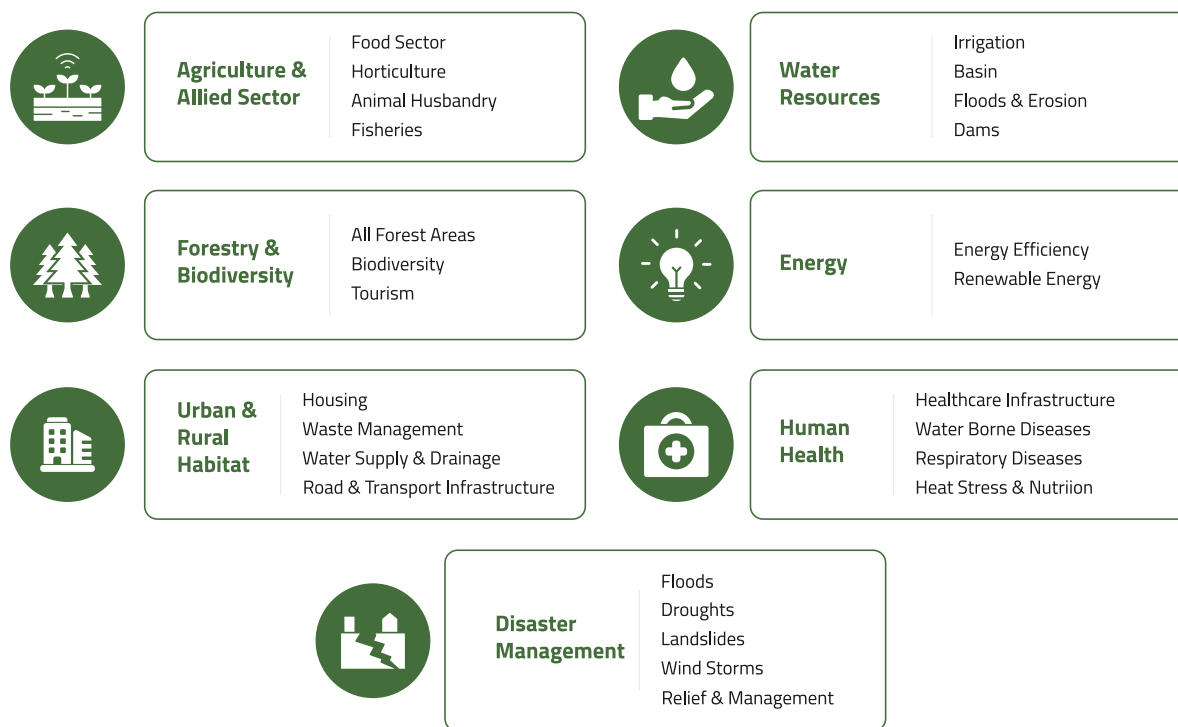 Agriculture &
Allied Sector
Food Sector
Horticulture
Animal Husbandry
Fisheries
Water
Resources
Irrigation
Basin
Floods & Erosion
Dams
Forestry &
Biodiversity
All Forest Areas
Biodiversity
Tourism
Energy
Energy Efficiency
Renewable Energy
Urban &
Rural
Habitat
Housing
Waste Management
Water Supply & Drainage
Road & Transport Infrastructure
Human
Health
Healthcare Infrastructure
Water Borne Diseases
Respiratory Diseases
Heat Stress & Nutriion
Disaster
Management
Floods
Droughts
Landslides
Wind Storms
Relief & Management